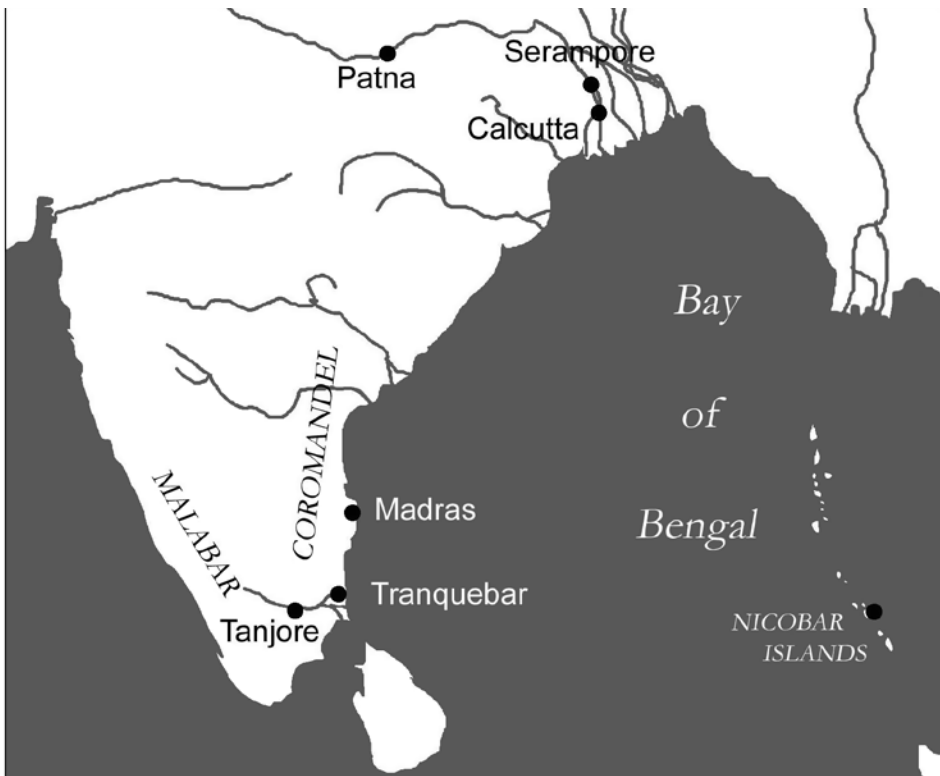 Serampore
Patna
Calcutta
Bay
of
Bengal
COROMANDEL
MALABAR
Madras
Tranquebar
Tanjore
NICOBAR
ISLANDS